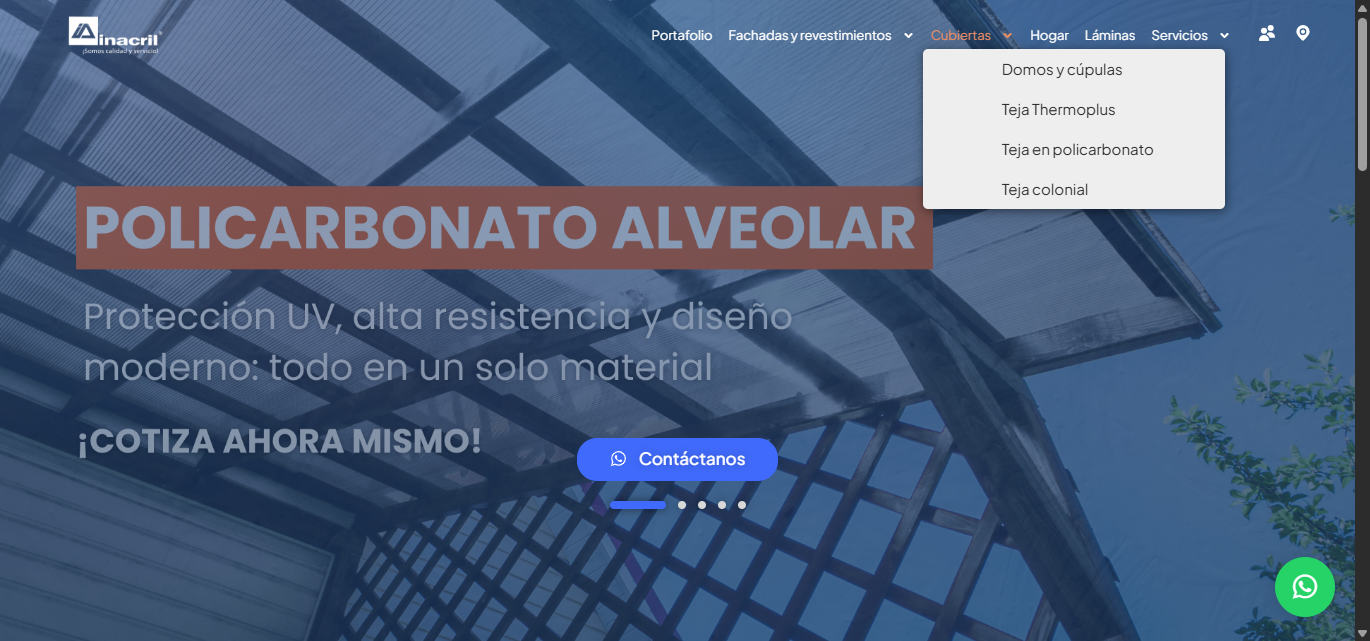 inacril
¡Somos calidad y servicio!
Portafolio
Fachadas y revestimientos
Cubiertas
Hogar
Láminas
Servicios
Domos y cúpulas
Teja Thermoplus
Teja en policarbonato
Teja colonial
POLICARBONATO ALVEOLAR
Protección UV, alta resistencia y diseño
moderno: todo en un solo material
¡COTIZA AHORA MISMO!
Contáctanos